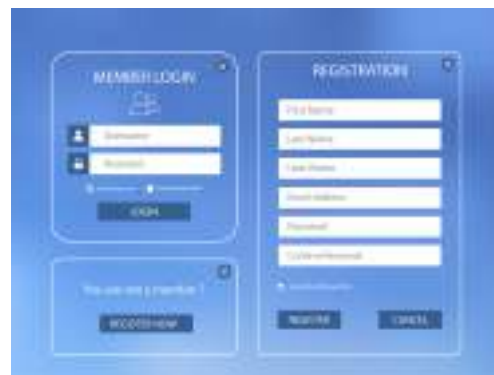 MEMBER LOGIN
Username
Password
LOGIN
You are not a member ?
REGISTER NOW
REGISTRATION
First Name
Last Name
User Name
Email Address
Password
Confirm Password
REGISTER
CANCEL